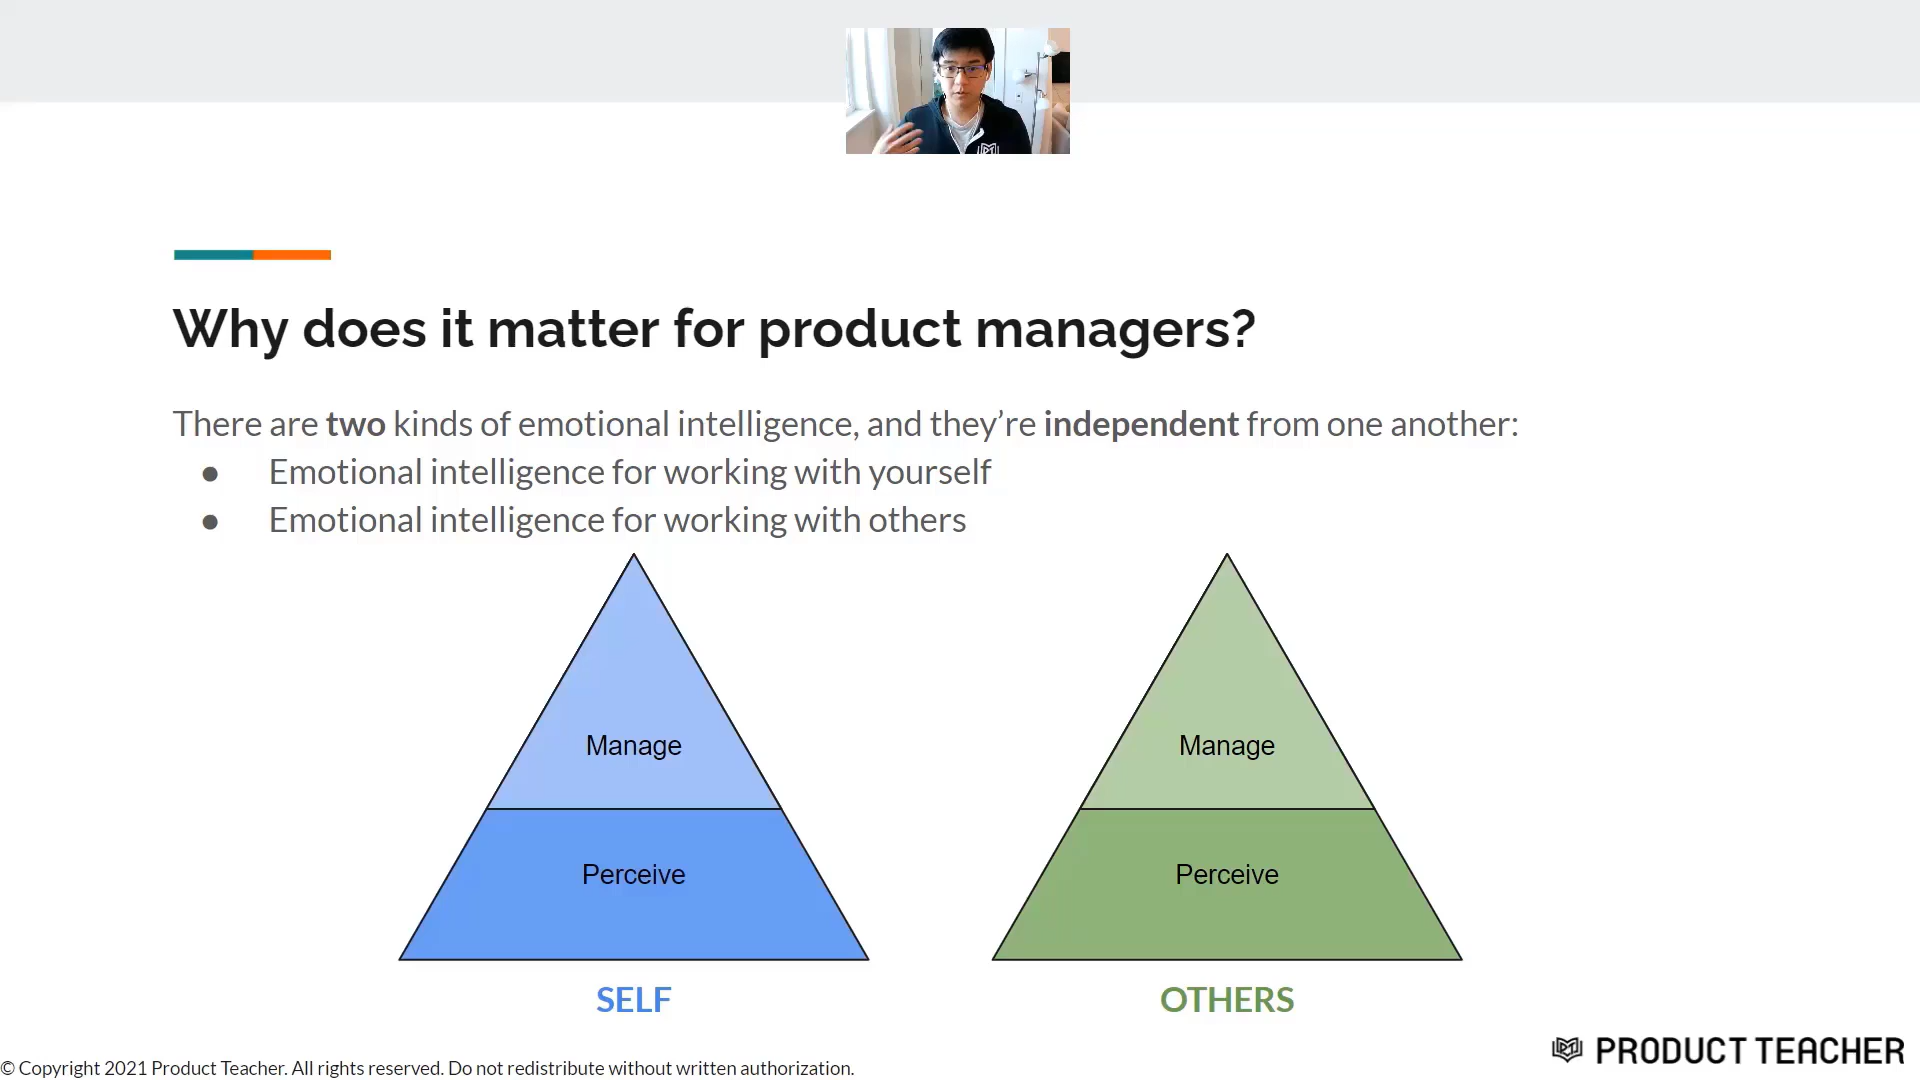 Why does it matter for product managers?
There are two kinds of emotional intelligence, and they’re independent from one another:
● Emotional intelligence for working with yourself
● Emotional intelligence for working with others
Manage
Perceive
SELF
Manage
Perceive
OTHERS
PRODUCT TEACHER
© Copyright 2021 Product Teacher. All rights reserved. Do not redistribute without written authorization.